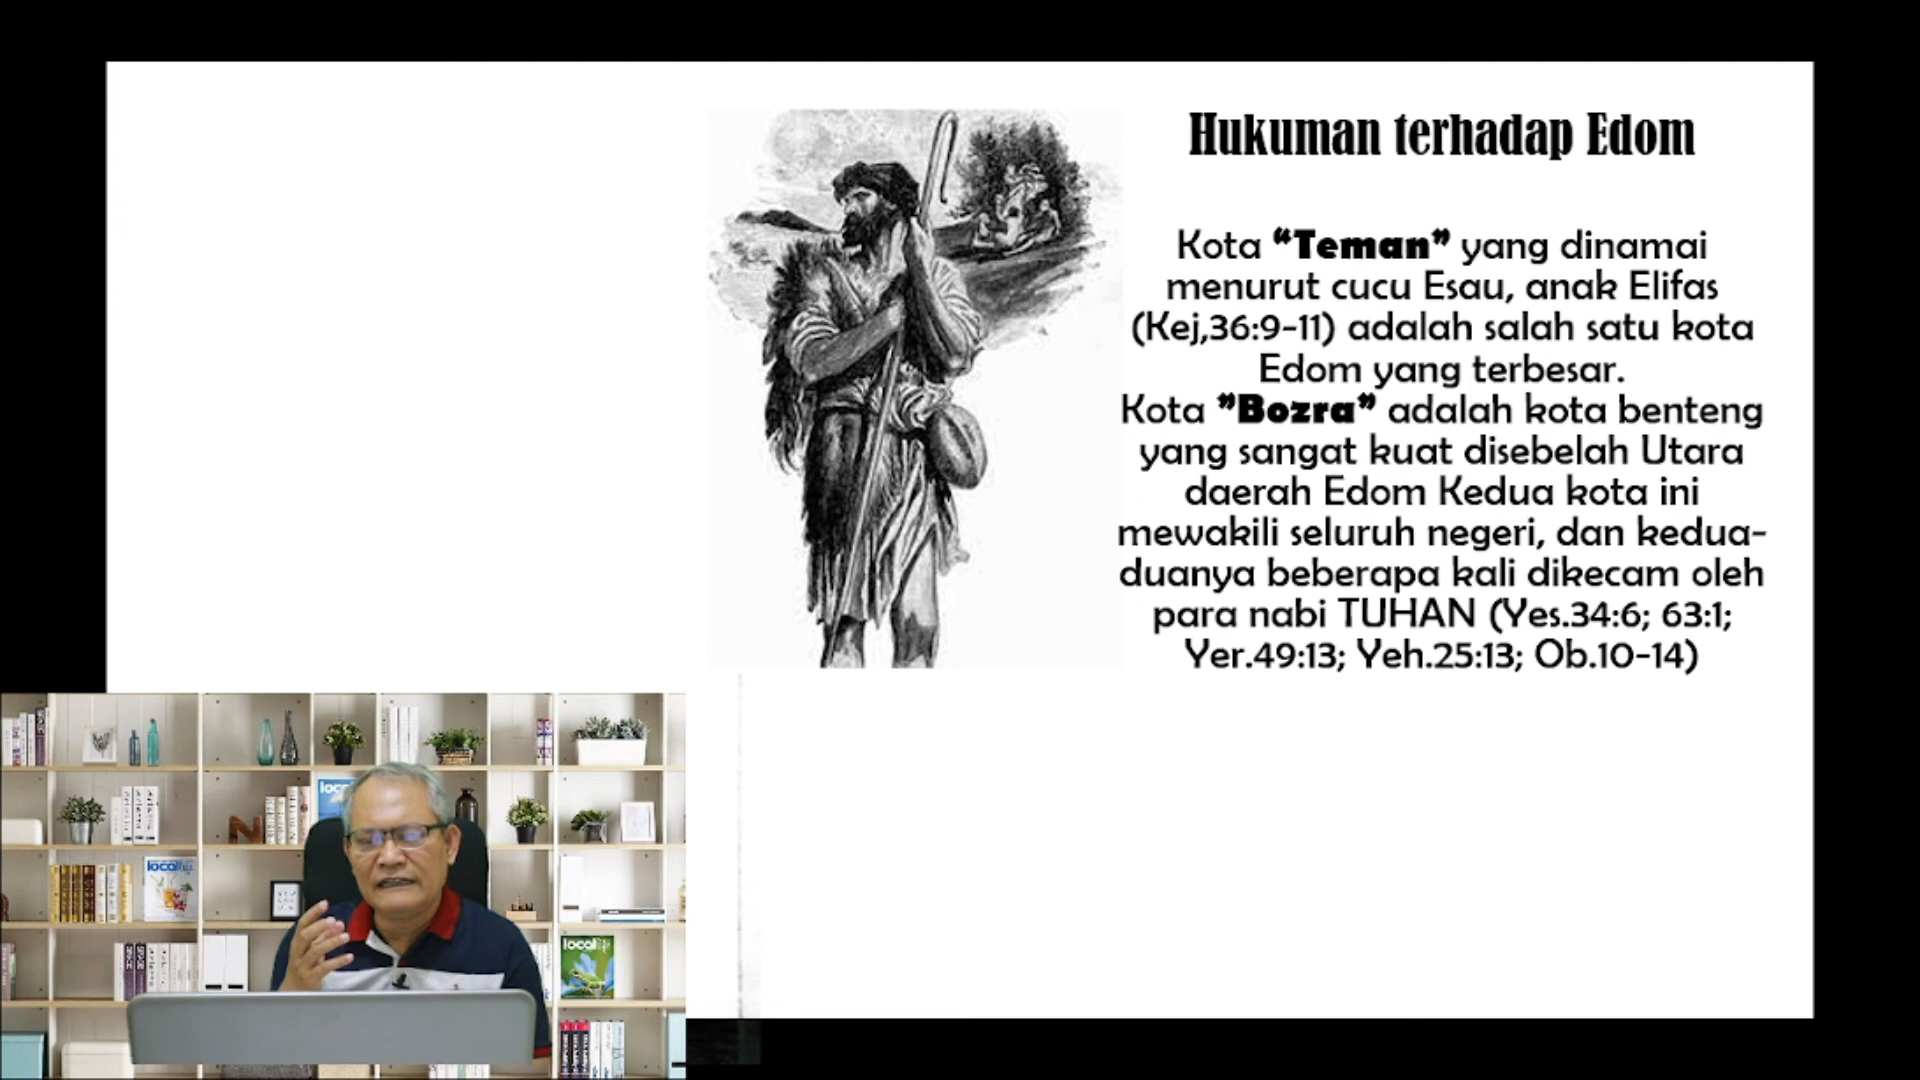 Hukuman terhadap Edom
Kota “Teman” yang dinamai
menurut cucu Esau, anak Elifas
(Kej,36:9-11) adalah salah satu kota
Edom yang terbesar.
Kota ”Bozra” adalah kota benteng
yang sangat kuat disebelah Utara
daerah Edom Kedua kota ini
mewakili seluruh negeri, dan kedua-
duanya beberapa kali dikecam oleh
para nabi TUHAN (Yes.34:6; 63:1;
Yer.49:13; Yeh.25:13; Ob.10-14)
local
local